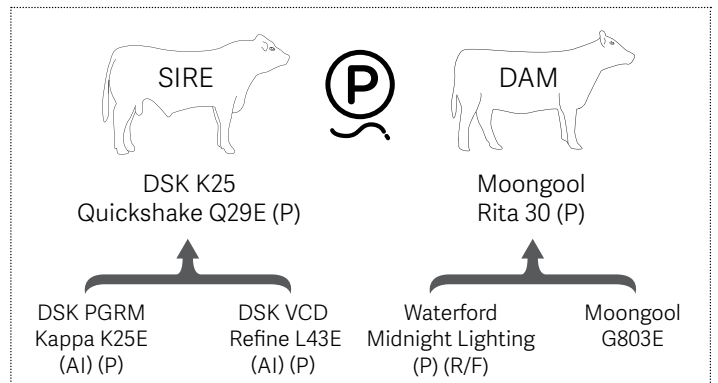 SIRE
P
DAM
DSK K25
Quickshake Q29E (P)
Moongool
Rita 30 (P)
DSK PGRM
Kappa K25E
(AI) (P)
DSK VCD
Refine L43E
(AI) (P)
Waterford
Midnight Lighting
(P) (R/F)
Moongool
G803E